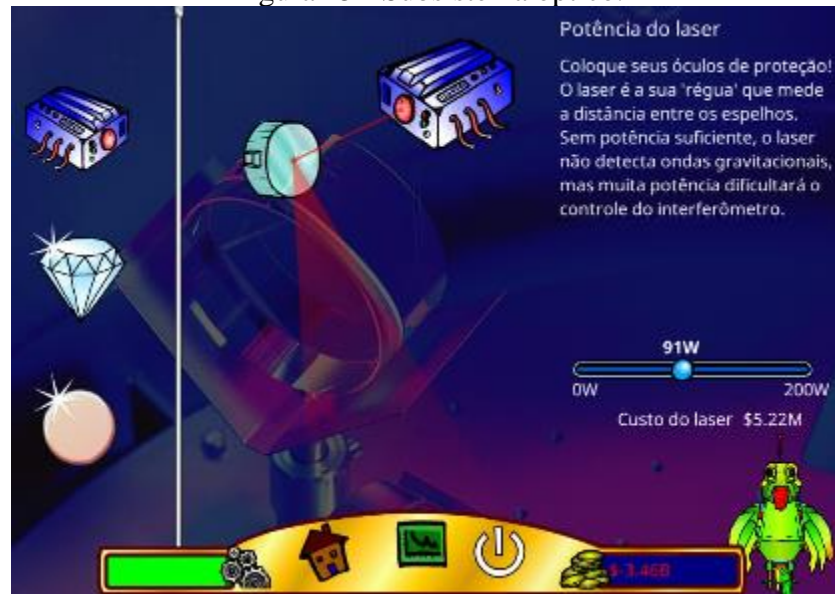 Potência do laser
Coloque seus óculos de proteção!
O laser é a sua 'régua' que mede
a distância entre os espelhos.
Sem potência suficiente, o laser
não detecta ondas gravitacionais,
mas muita potência dificultará o
controle do interferômetro.
91W
0W 200W
Custo do laser $5.22M